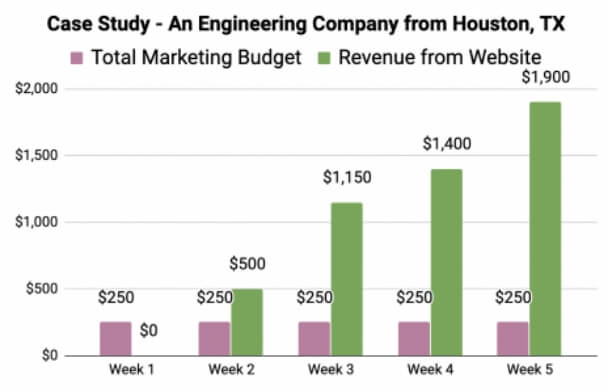 Case Study - An Engineering Company from Houston, TX
Total Marketing Budget Revenue from Website
$1,900
$2,000
$1,500
$1,400
$1,150
$1,000
$500
$500
$250 $250 $250 $250 $250
$0
$0
Week 1 Week 2 Week 3 Week 4 Week 5